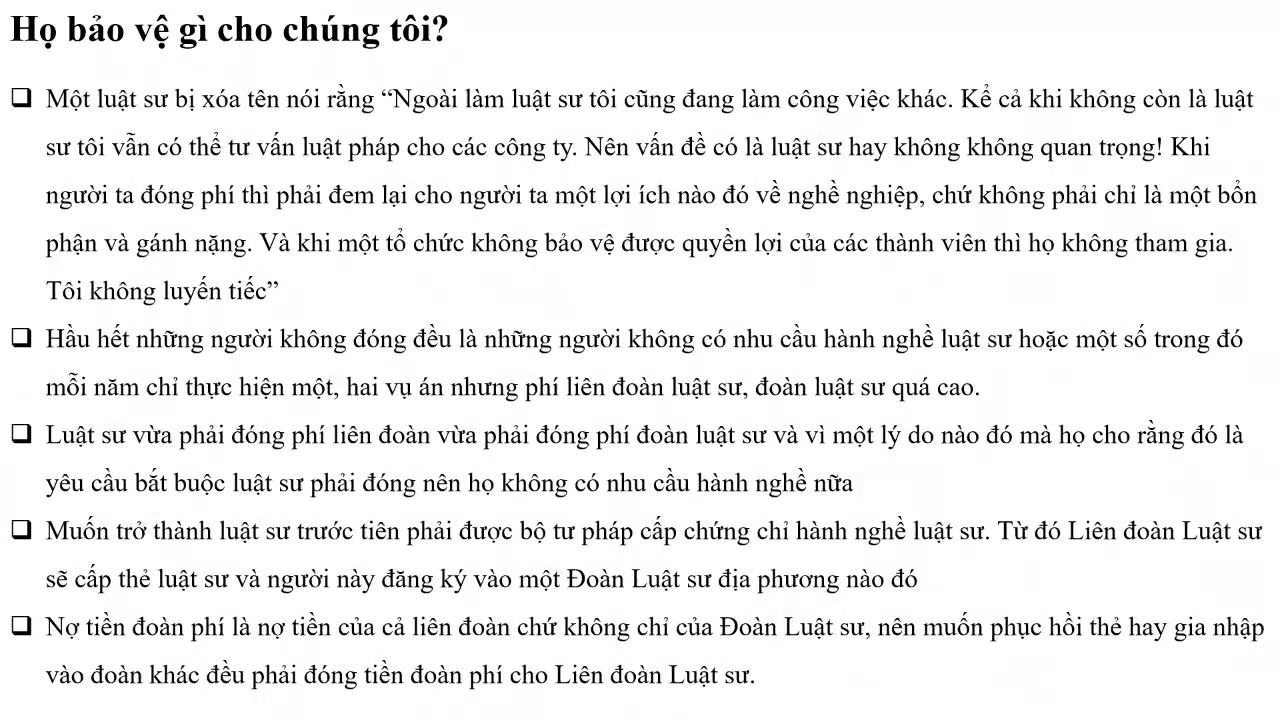 Họ bảo vệ gì cho chúng tôi?
❑ Một luật sư bị xóa tên nói rằng “Ngoài làm luật sư tôi cũng đang làm công việc khác. Kể cả khi không còn là luật
sư tôi vẫn có thể tư vấn luật pháp cho các công ty. Nên vấn đề có là luật sư hay không không quan trọng! Khi
người ta đóng phí thì phải đem lại cho người ta một lợi ích nào đó về nghề nghiệp, chứ không phải chỉ là một bổn
phận và gánh nặng. Và khi một tổ chức không bảo vệ được quyền lợi của các thành viên thì họ không tham gia.
Tôi không luyến tiếc”
❑ Hầu hết những người không đóng đều là những người không có nhu cầu hành nghề luật sư hoặc một số trong đó
mỗi năm chỉ thực hiện một, hai vụ án nhưng phí liên đoàn luật sư, đoàn luật sư quá cao.
❑ Luật sư vừa phải đóng phí liên đoàn vừa phải đóng phí đoàn luật sư và vì một lý do nào đó mà họ cho rằng đó là
yêu cầu bắt buộc luật sư phải đóng nên họ không có nhu cầu hành nghề nữa
❑ Muốn trở thành luật sư trước tiên phải được bộ tư pháp cấp chứng chỉ hành nghề luật sư. Từ đó Liên đoàn Luật sư
sẽ cấp thẻ luật sư và người này đăng ký vào một Đoàn Luật sư địa phương nào đó
❑ Nợ tiền đoàn phí là nợ tiền của cả liên đoàn chứ không chỉ của Đoàn Luật sư, nên muốn phục hồi thẻ hay gia nhập
vào đoàn khác đều phải đóng tiền đoàn phí cho Liên đoàn Luật sư.